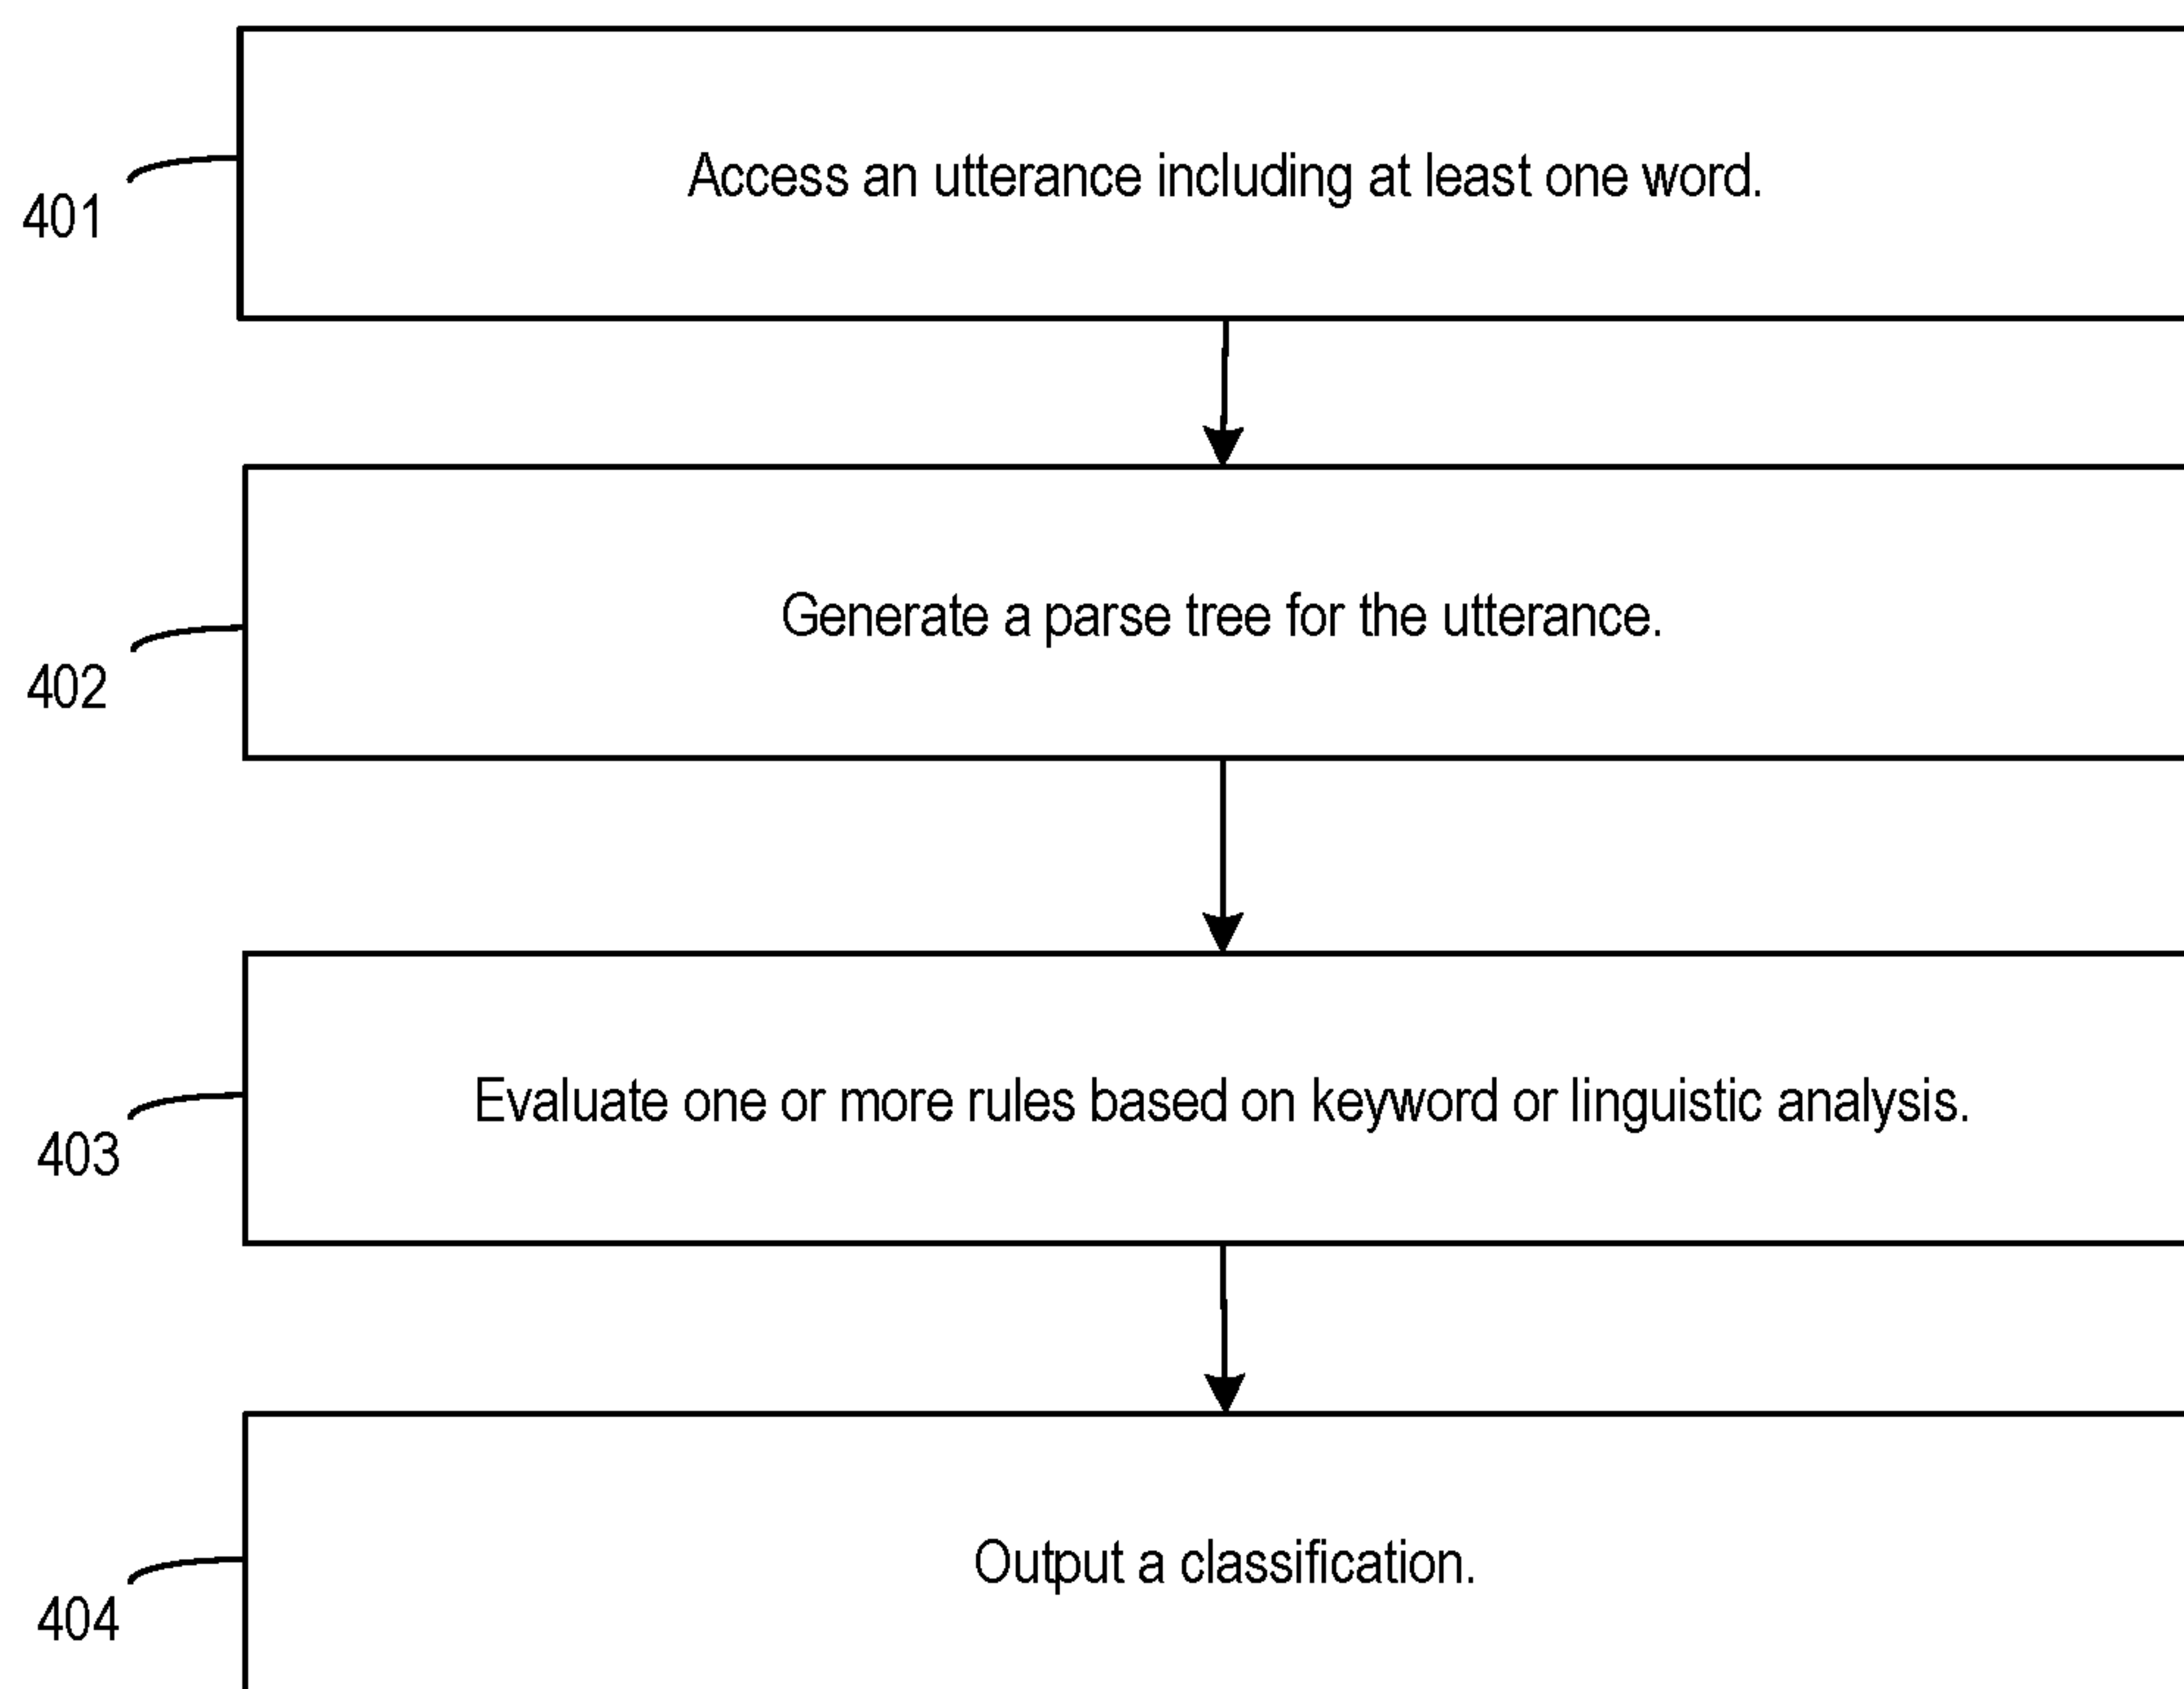 Access an utterance including at least one word.
401
Generate a parse tree for the utterance.
402
Evaluate one or more rules based on keyword or linguistic analysis.
403
Output a classification.
404